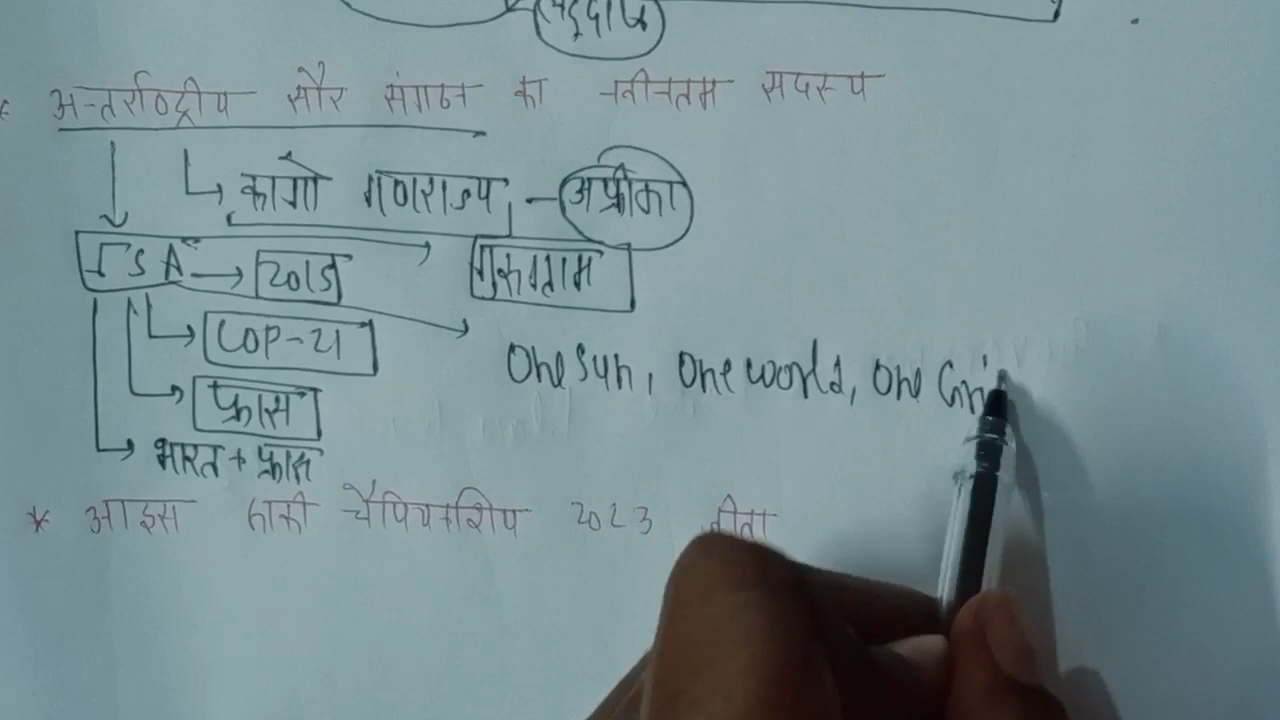 लद्दाख
* अन्तर्राष्ट्रीय सौर संगठन का नवीनतम सदस्य
कांगो गणराज्य - अफ्रीका
ISA → 2015 गुरुग्राम
COP-21
One Sun, One world, One Gri
फ्रांस
भारत + फ्रांस
* आइस हाकी चैंपियनशिप 2023 जीता